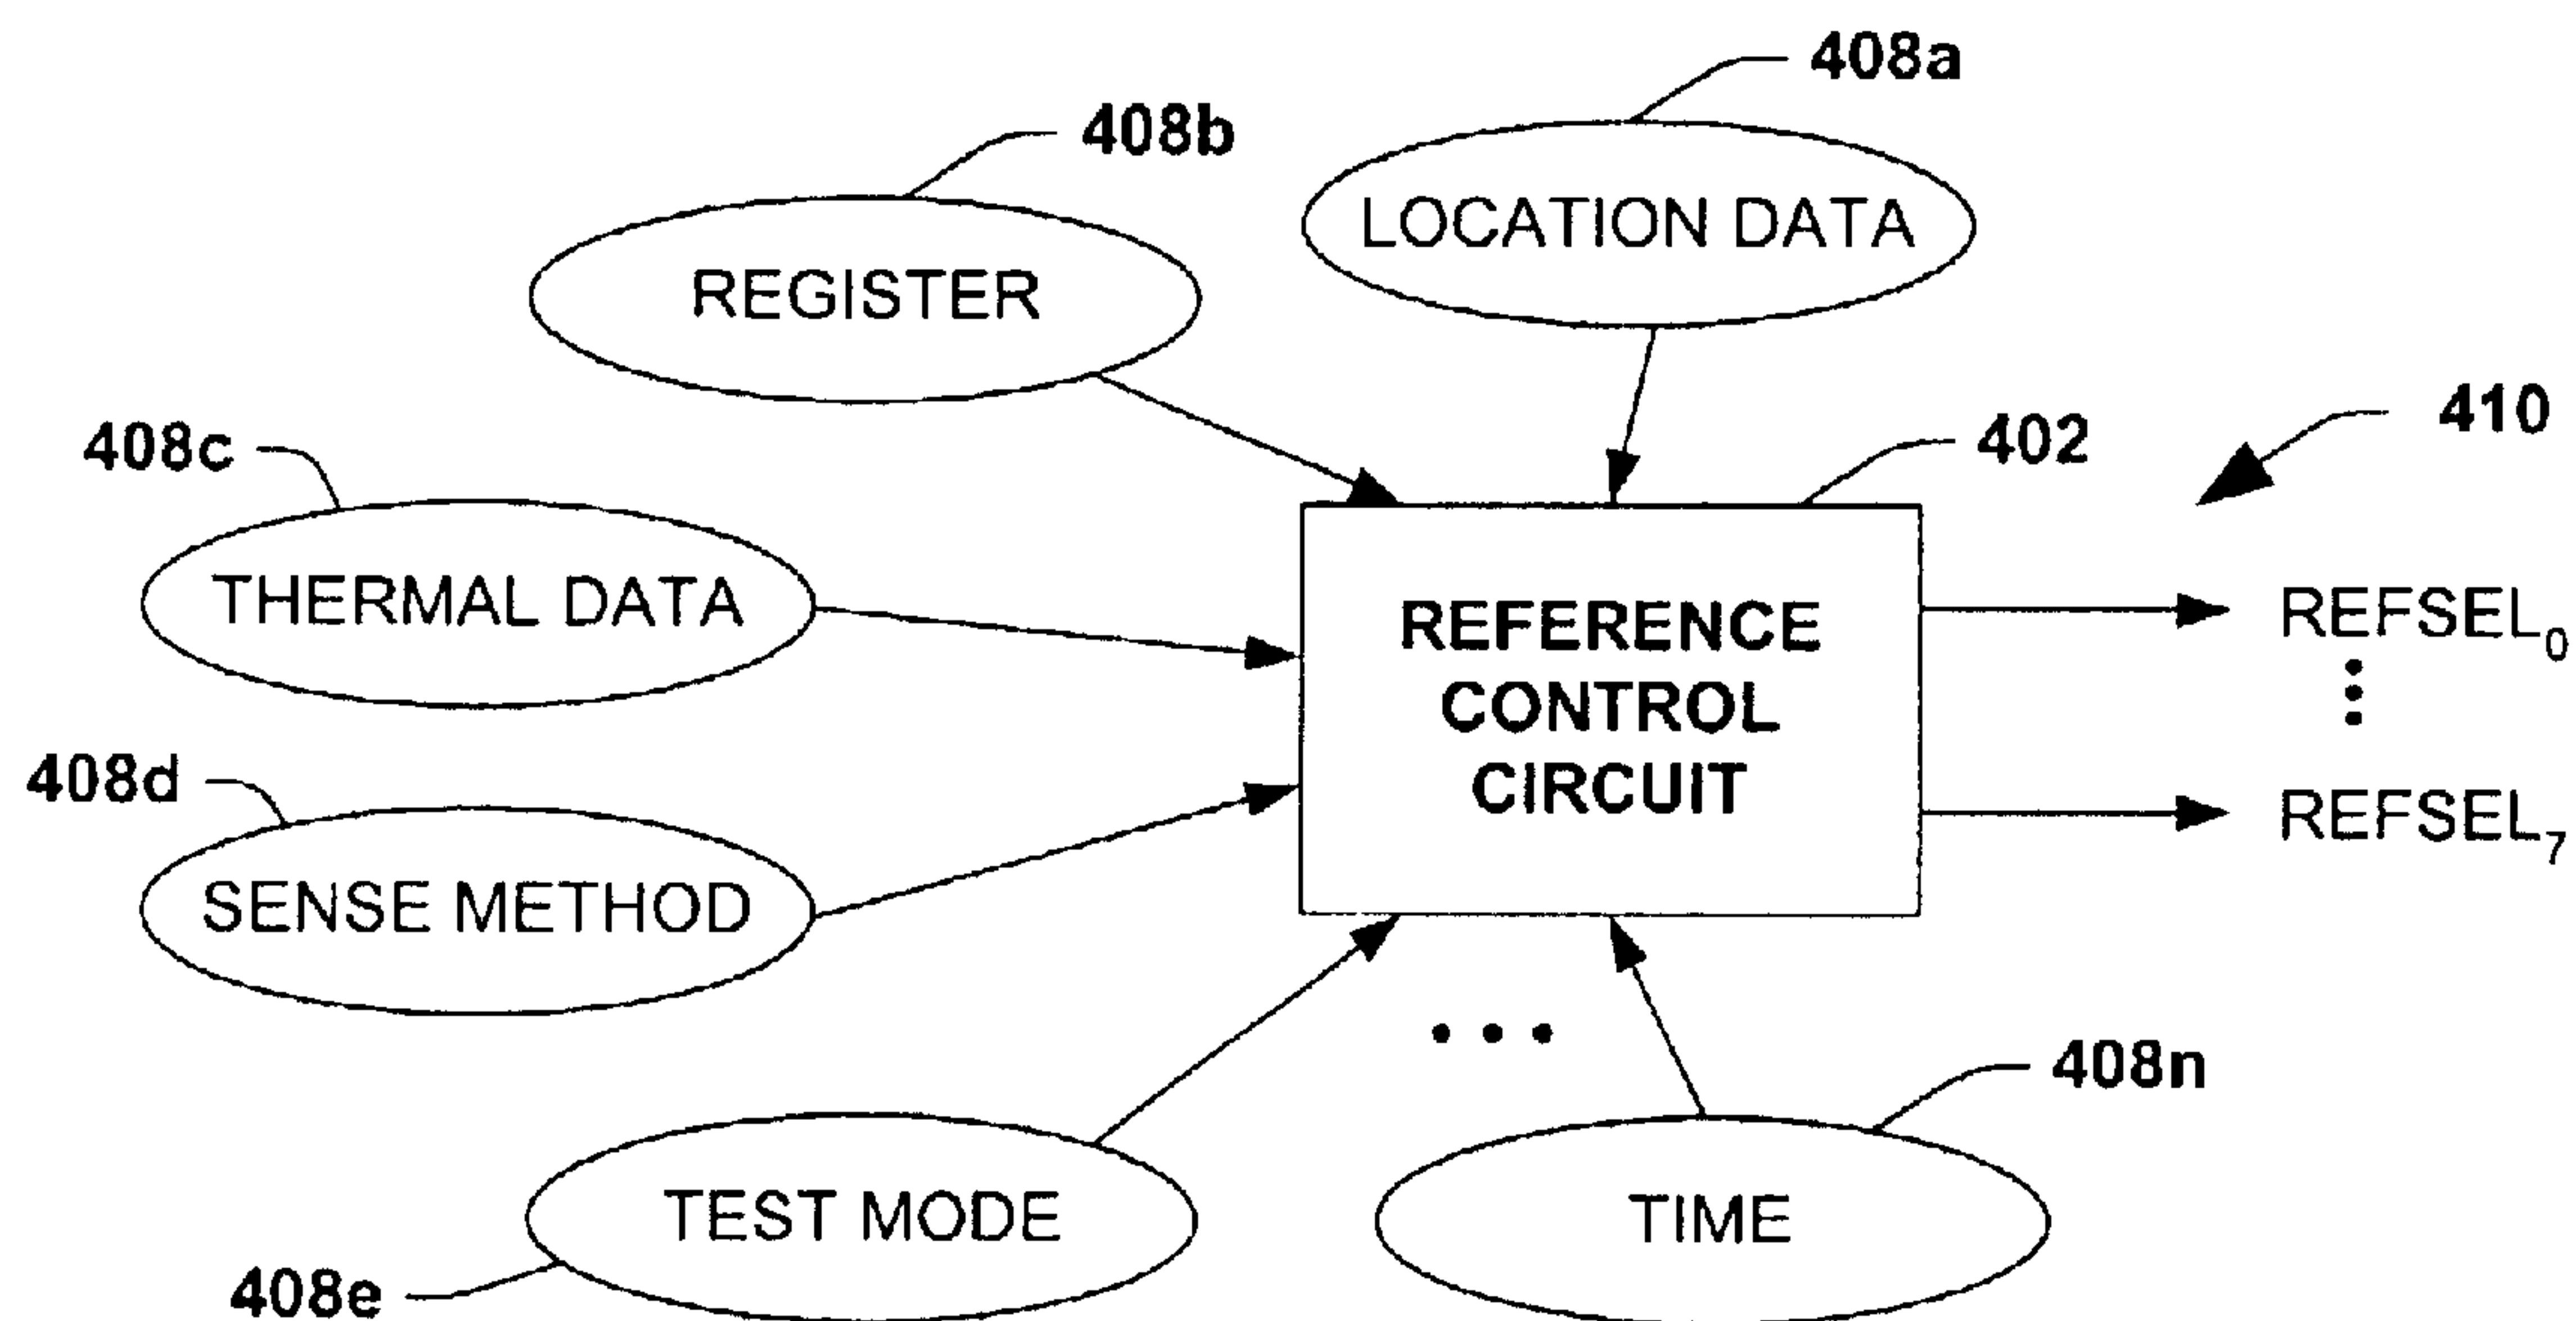 408a
408b
LOCATION DATA
REGISTER
410
408c
402
THERMAL DATA
REFERENCE
CONTROL
CIRCUIT
REFSEL0
REFSEL7
408d
SENSE METHOD
408n
TEST MODE
TIME
408e